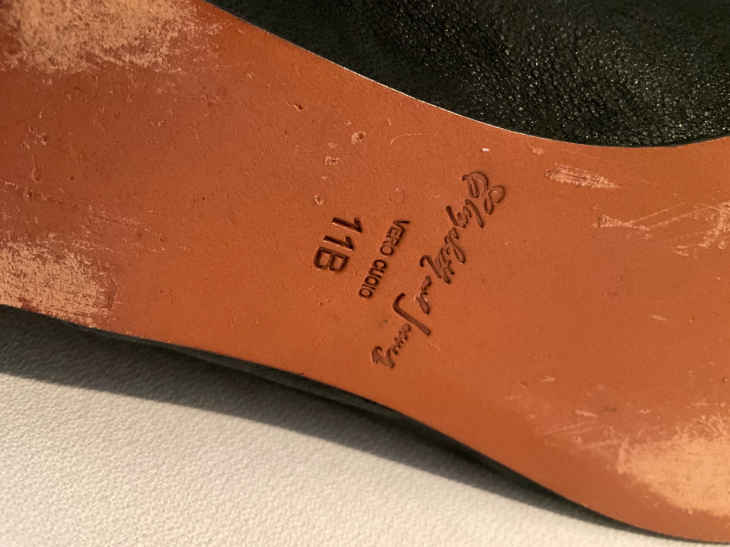 Elizabeth and James
VERO CUOIO
11B